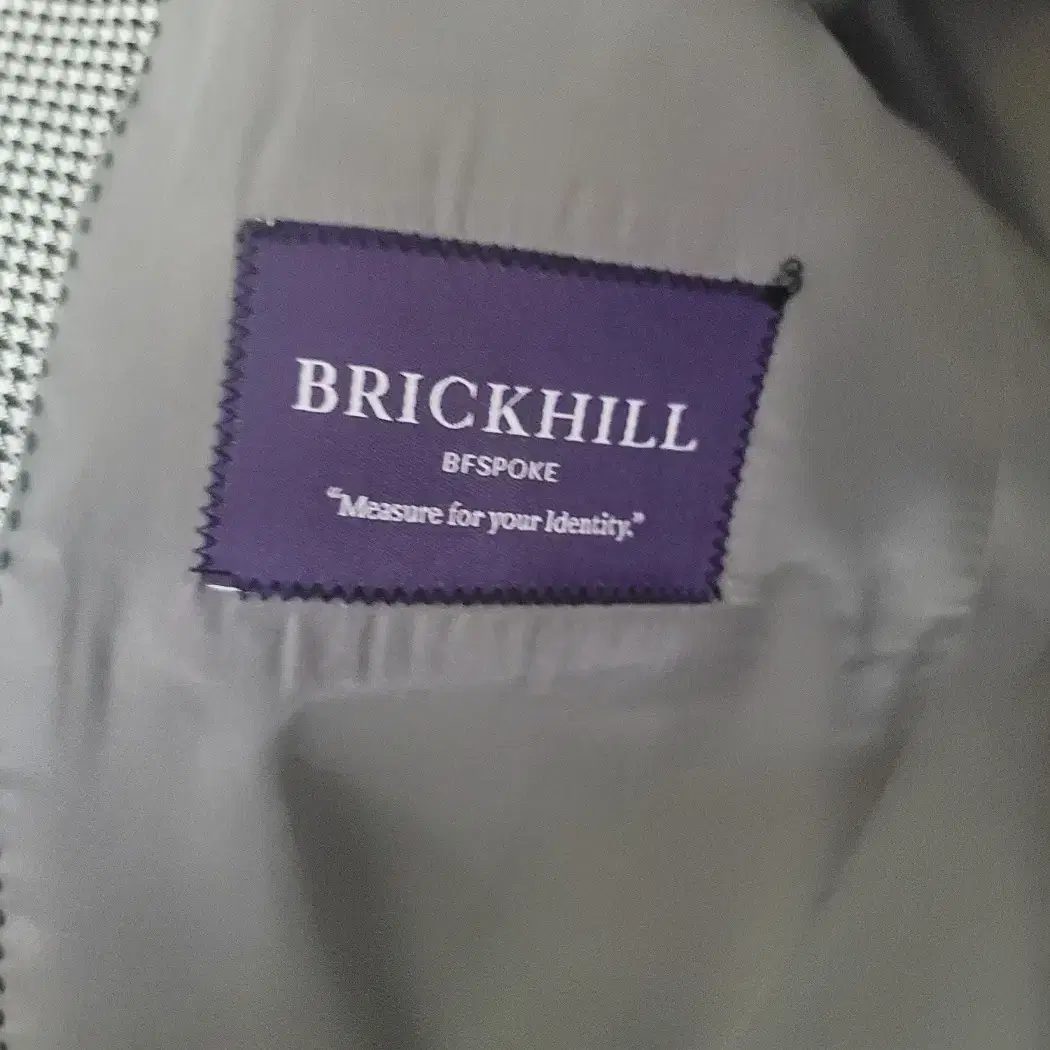 BRICKHILL
BFSPOKE
“Measure for your Identity.”